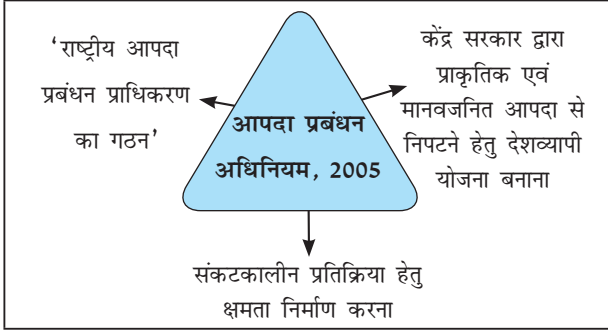 ‘राष्ट्रीय आपदा
प्रबंधन प्राधिकरण
का गठन’
केंद्र सरकार द्वारा
प्राकृतिक एवं
मानवजनित आपदा से
निपटने हेतु देशव्यापी
योजना बनाना
आपदा प्रबंधन
अधिनियम, 2005
संकटकालीन प्रतिक्रिया हेतु
क्षमता निर्माण करना